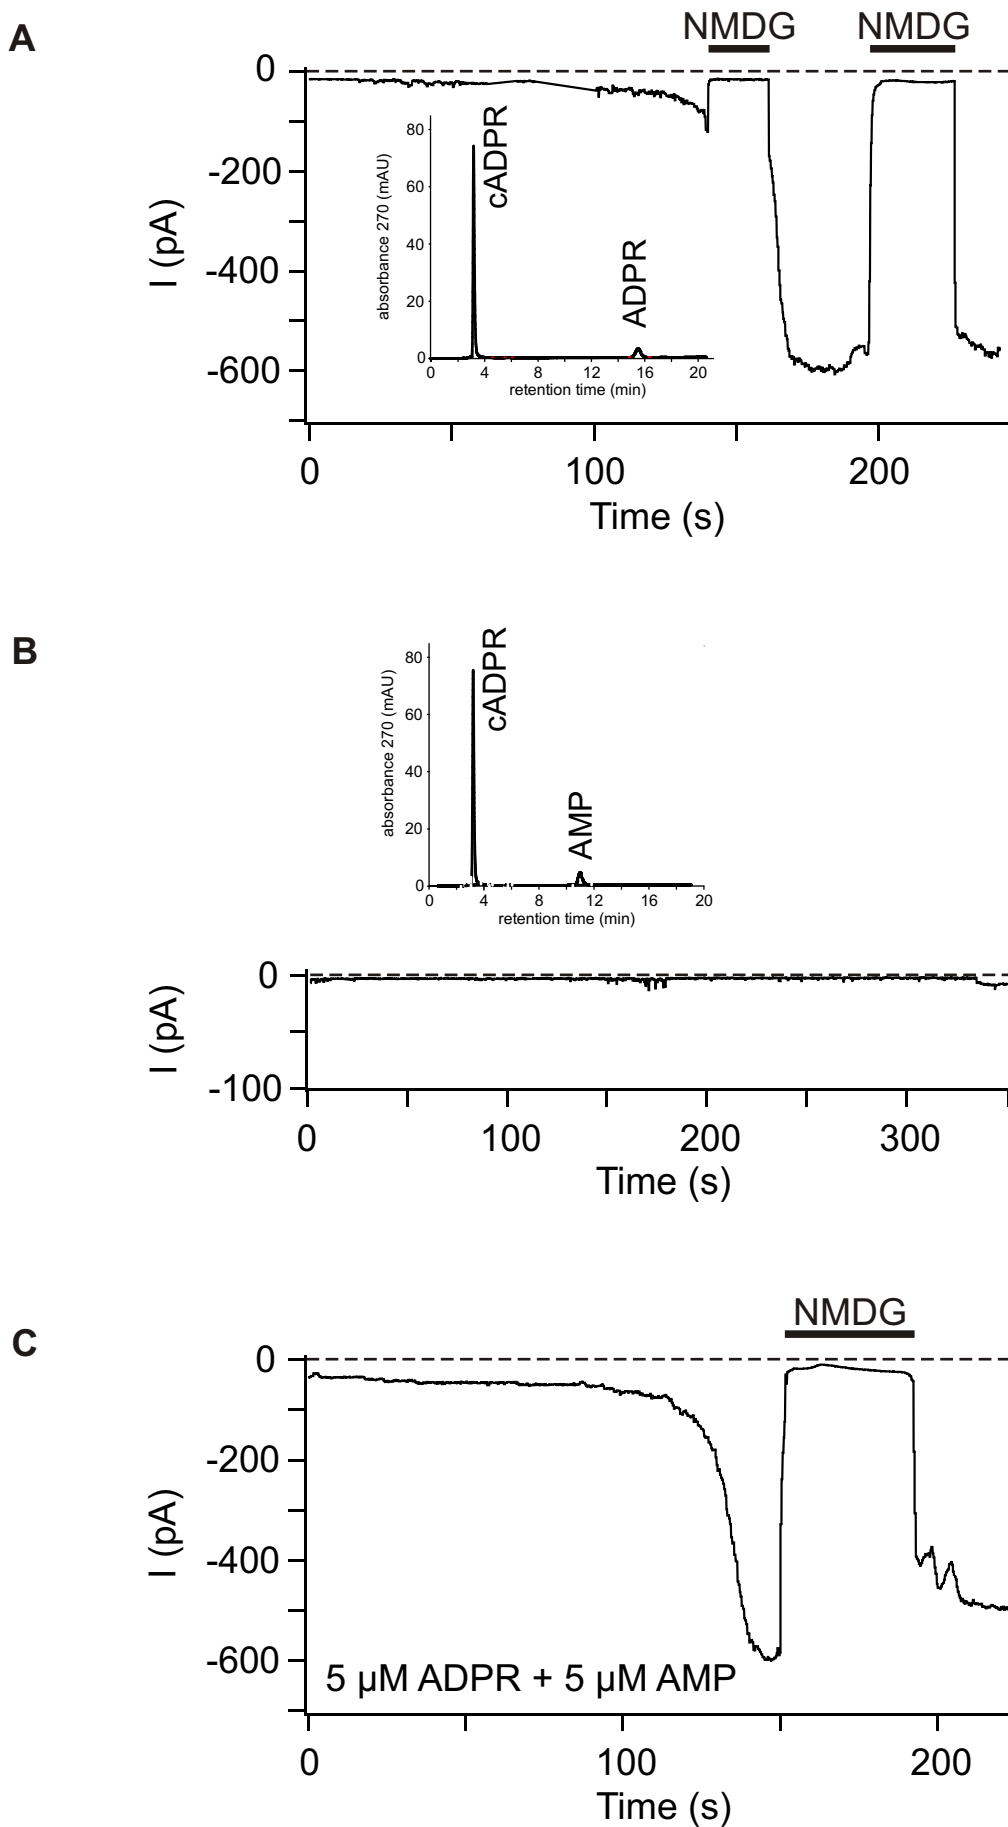 A
NMDG NMDG
0
-200
-400
-600
I (pA)
80
60
40
20
0
absorbance 270 (mAU)
cADPR
ADPR
0 4 8 12 16 20
retention time (min)
0 100 200
Time (s)
B
80
60
40
20
0
absorbance 270 (mAU)
cADPR
AMP
0 4 8 12 16 20
retention time (min)
0
-100
I (pA)
0 100 200 300
Time (s)
C
NMDG
0
-200
-400
-600
I (pA)
5 µM ADPR + 5 µM AMP
0 100 200
Time (s)